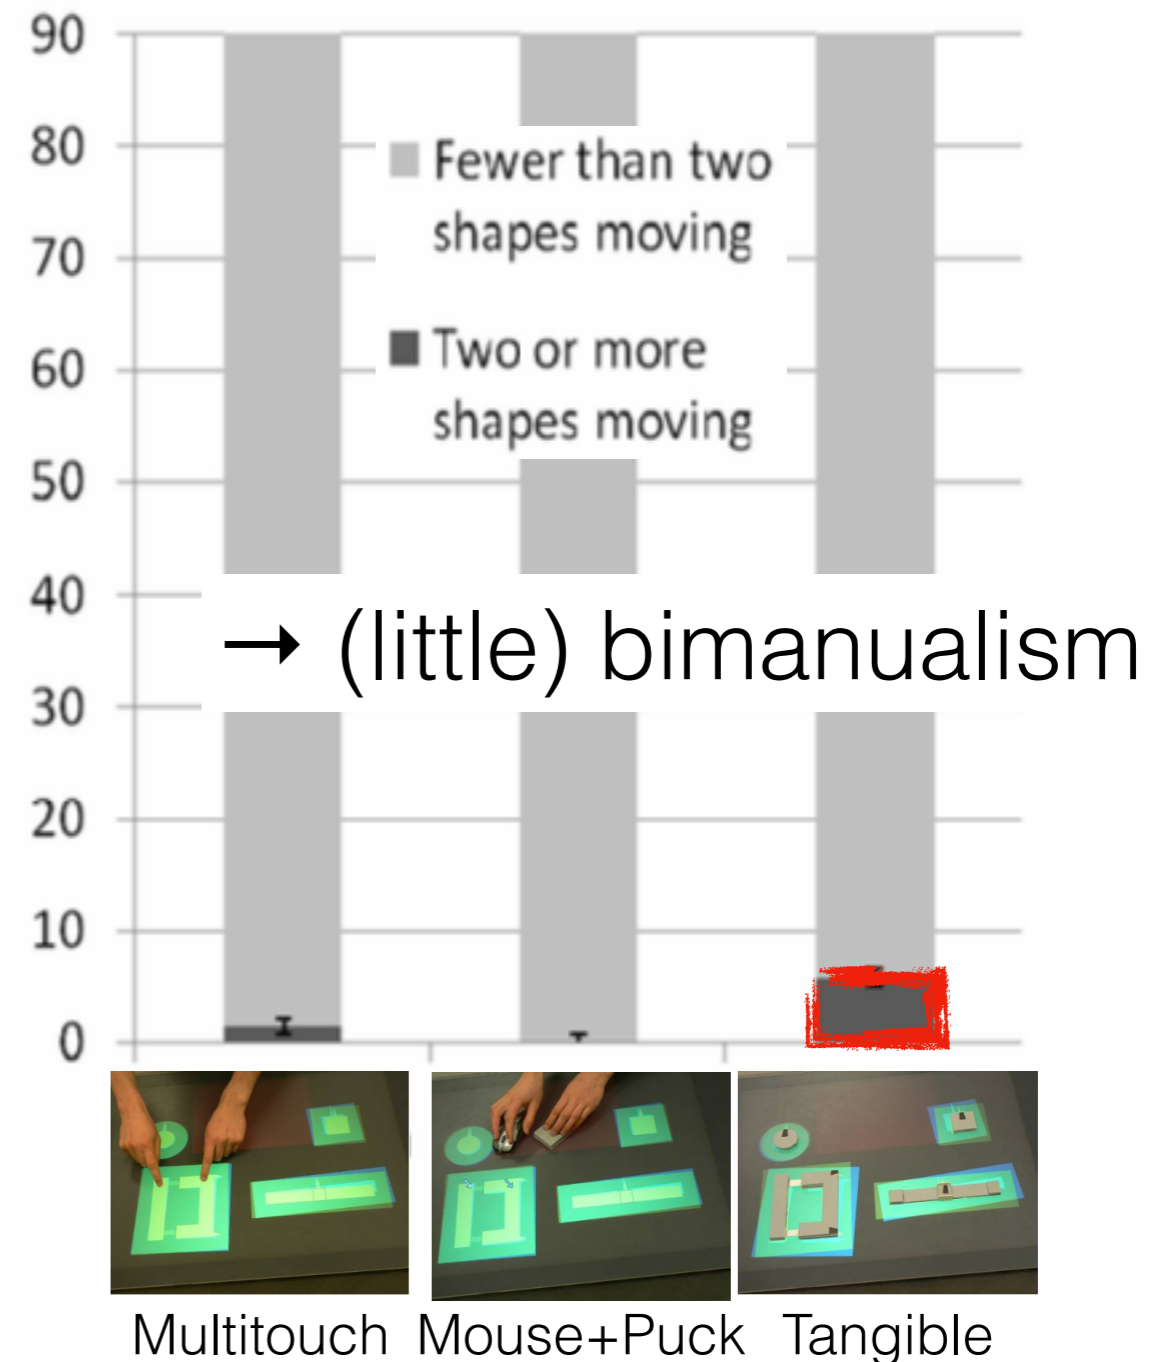 90
80
Fewer than two
shapes moving
70
60
Two or more
shapes moving
50
40
→ (little) bimanualism
30
20
10
0
Multitouch Mouse+Puck Tangible